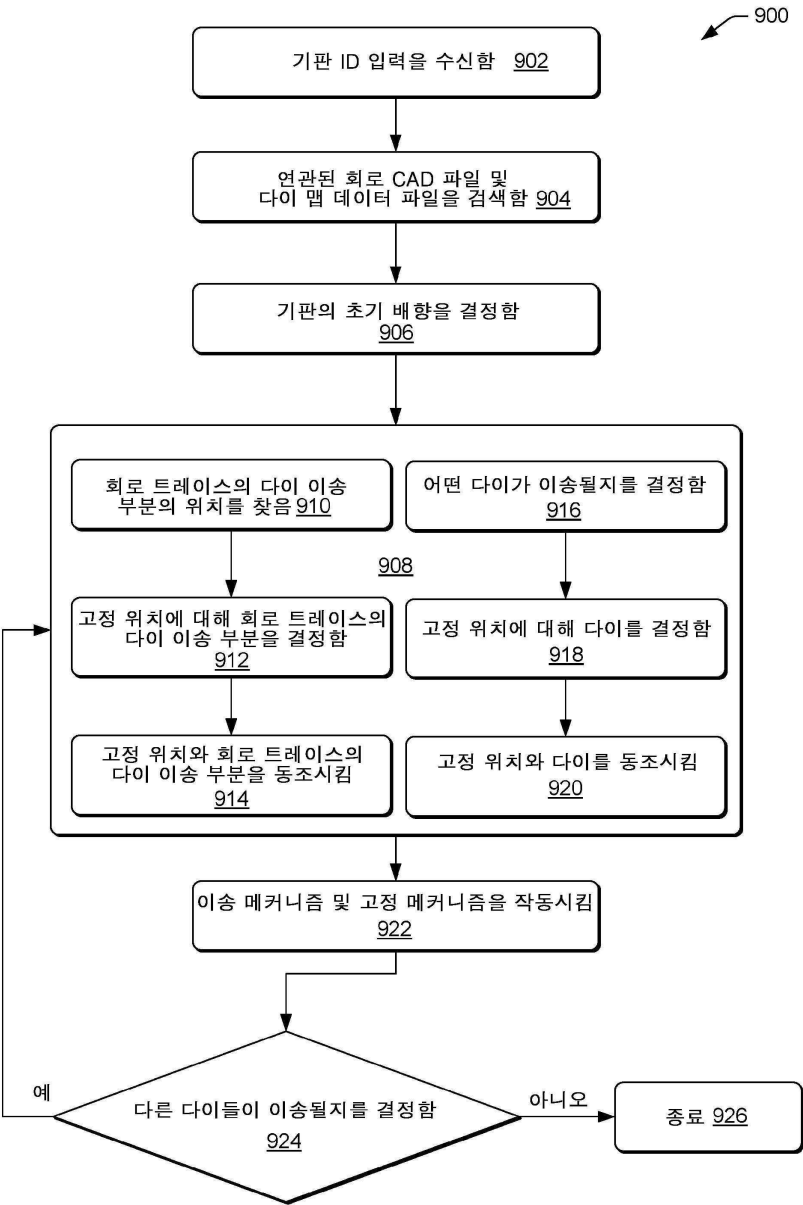 900
기판 ID 입력을 수신함 902
연관된 회로 CAD 파일 및
다이 맵 데이터 파일을 검색함 904
기판의 초기 배향을 결정함
906
회로 트레이스의 다이 이송
부분의 위치를 찾음 910
어떤 다이가 이송될지를 결정함
916
908
고정 위치에 대해 회로 트레이스의
다이 이송 부분을 결정함
912
고정 위치에 대해 다이를 결정함
918
고정 위치와 회로 트레이스의
다이 이송 부분을 동조시킴
914
고정 위치와 다이를 동조시킴
920
이송 메커니즘 및 고정 메커니즘을 작동시킴
922
예
다른 다이들이 이송될지를 결정함
924
아니오
종료 926